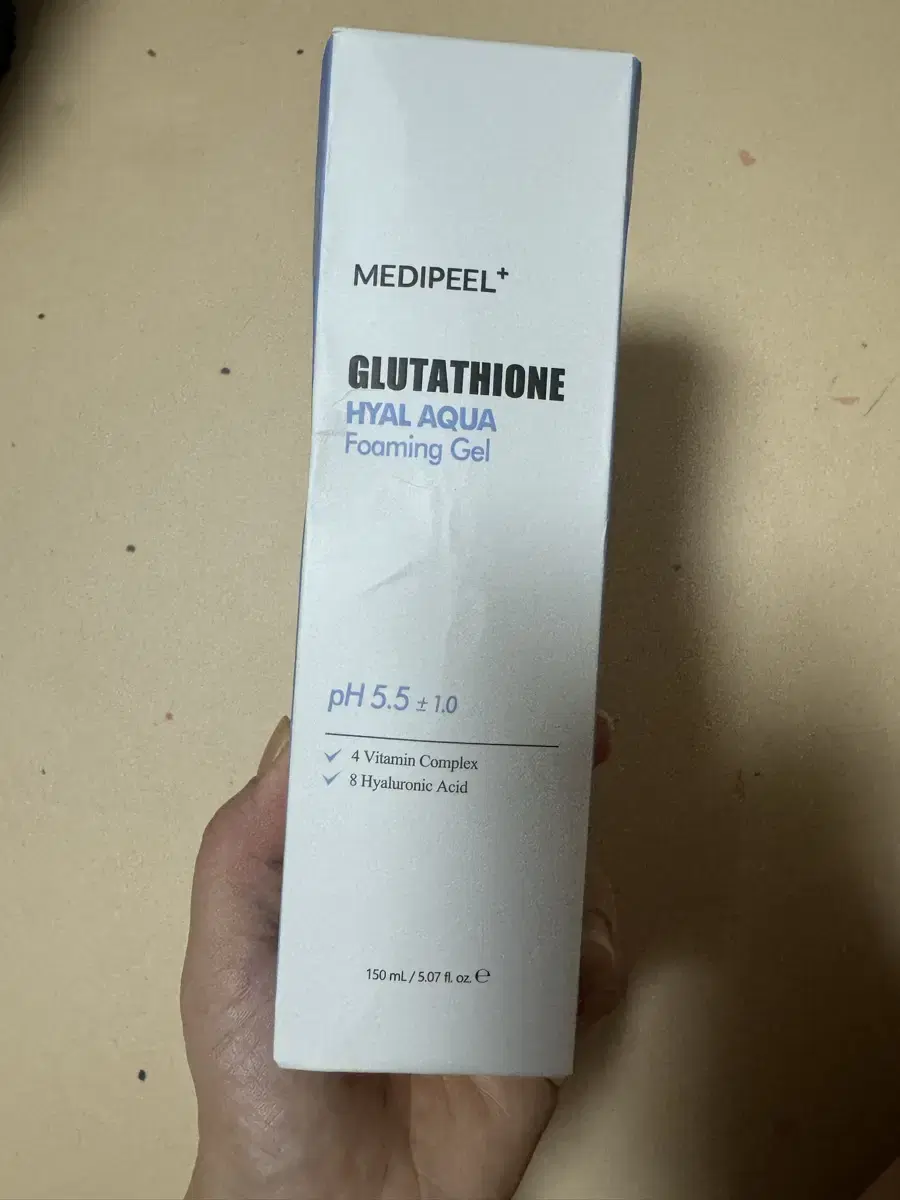 MEDIPEEL+
GLUTATHIONE
HYAL AQUA
Foaming Gel
pH 5.5 ± 1.0
✓ 4 Vitamin Complex
✓ 8 Hyaluronic Acid
150 mL / 5.07 fl. oz. ℮